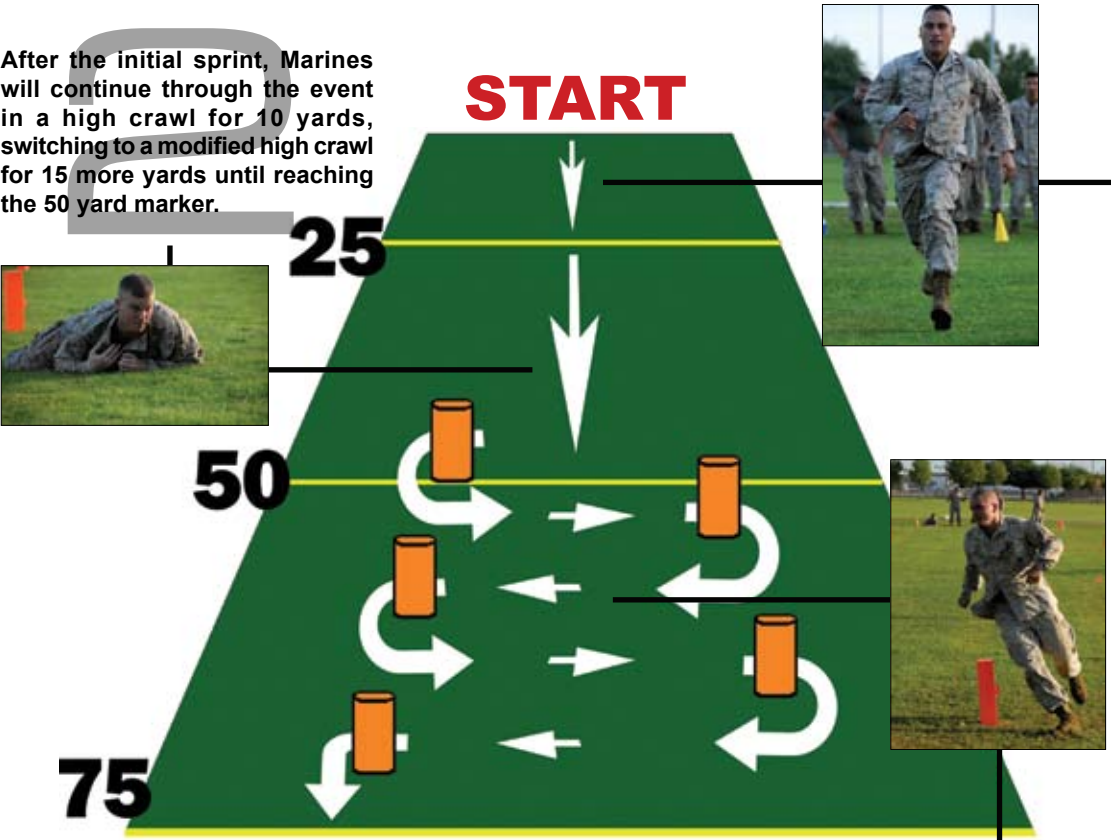 2
After the initial sprint, Marines
will continue through the event
in a high crawl for 10 yards,
switching to a modified high crawl
for 15 more yards until reaching
the 50 yard marker.
START
25
50
75